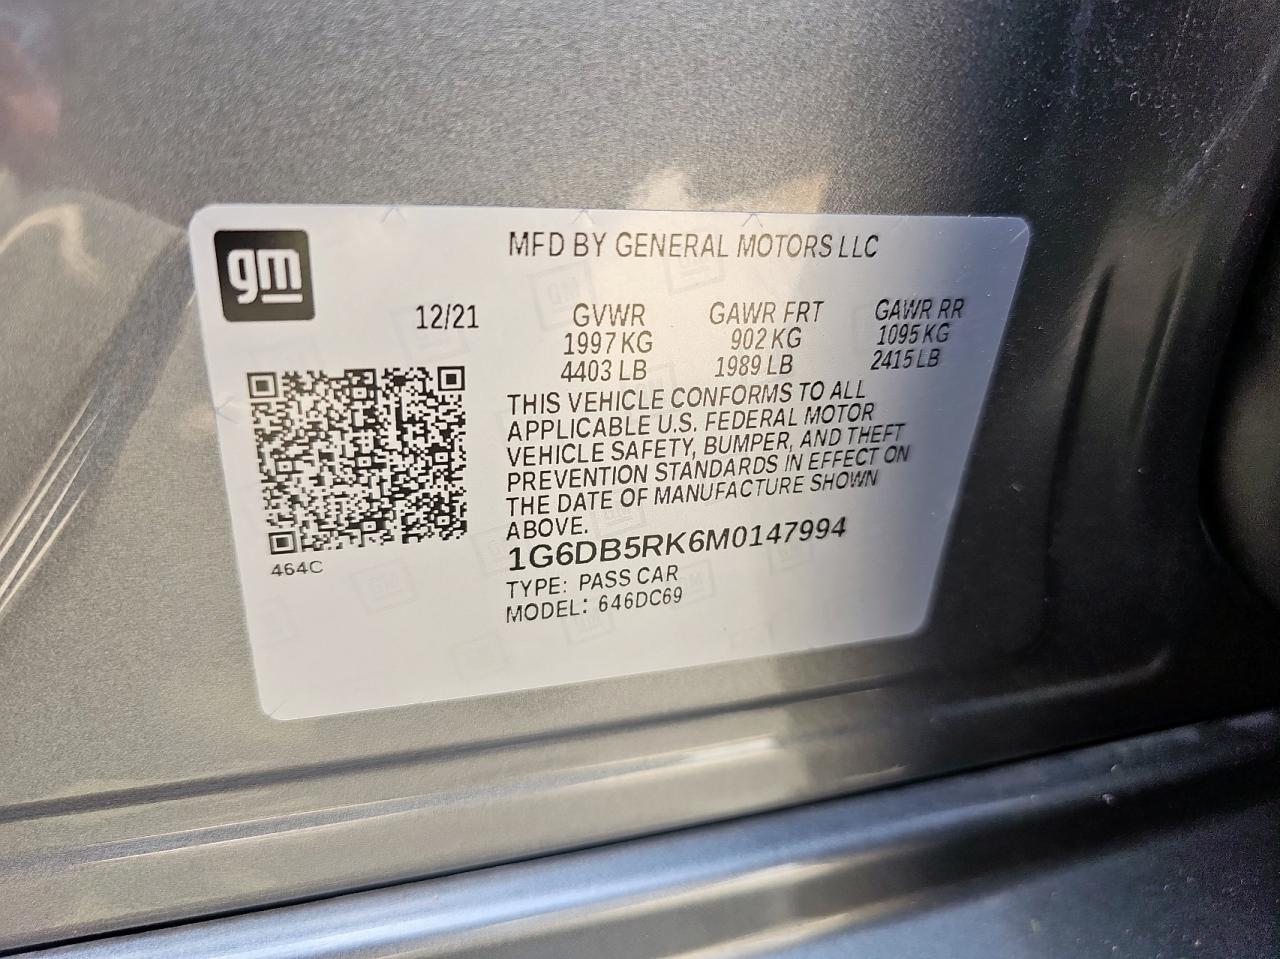 gm
MFD BY GENERAL MOTORS LLC
12/21
GVWR GAWR FRT GAWR RR
1997 KG 902 KG 1095 KG
4403 LB 1989 LB 2415 LB
THIS VEHICLE CONFORMS TO ALL
APPLICABLE U.S. FEDERAL MOTOR
VEHICLE SAFETY, BUMPER, AND THEFT
PREVENTION STANDARDS IN EFFECT ON
THE DATE OF MANUFACTURE SHOWN
ABOVE.
1G6DB5RK6M0147994
464C
TYPE: PASS CAR
MODEL: 646DC69